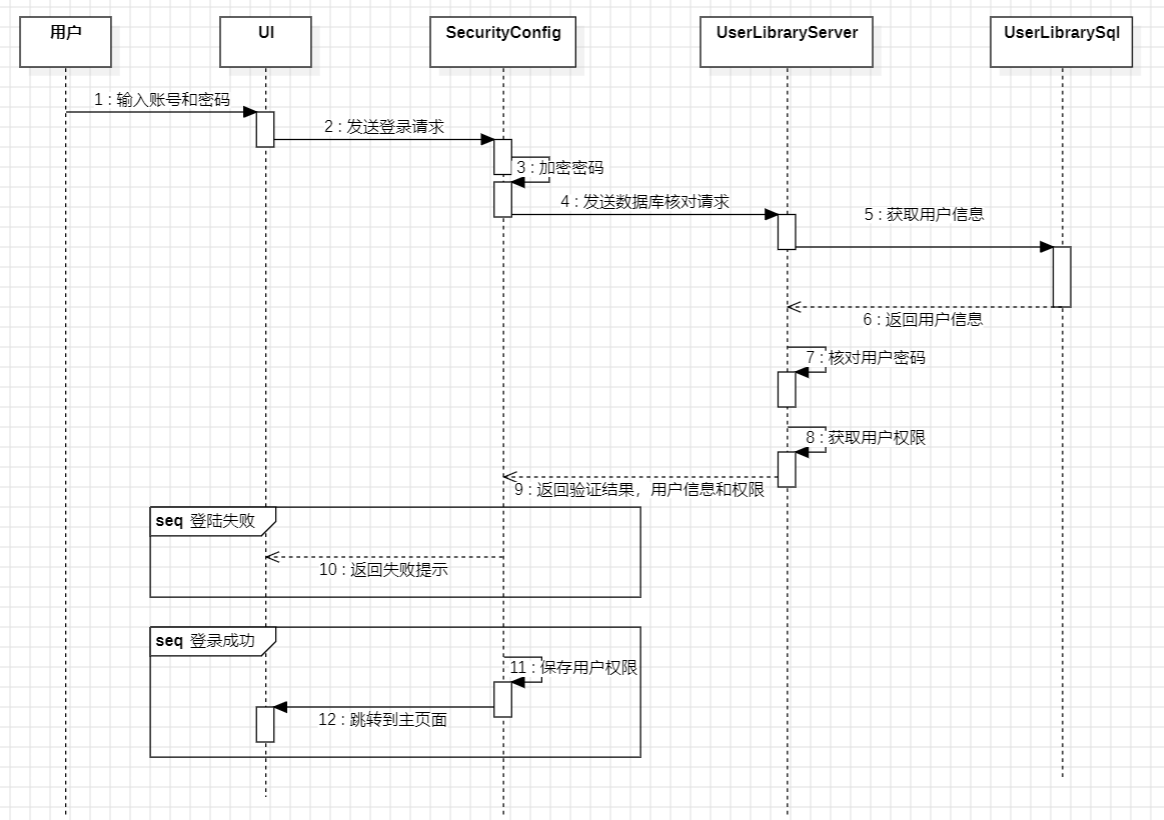 用户
UI
SecurityConfig
UserLibraryServer
UserLibrarySql
1 : 输入账号和密码
2 : 发送登录请求
3 : 加密密码
4 : 发送数据库核对请求
5 : 获取用户信息
6 : 返回用户信息
7 : 核对用户密码
8 : 获取用户权限
9 : 返回验证结果，用户信息和权限
seq 登陆失败
10 : 返回失败提示
seq 登录成功
11 : 保存用户权限
12 : 跳转到主页面